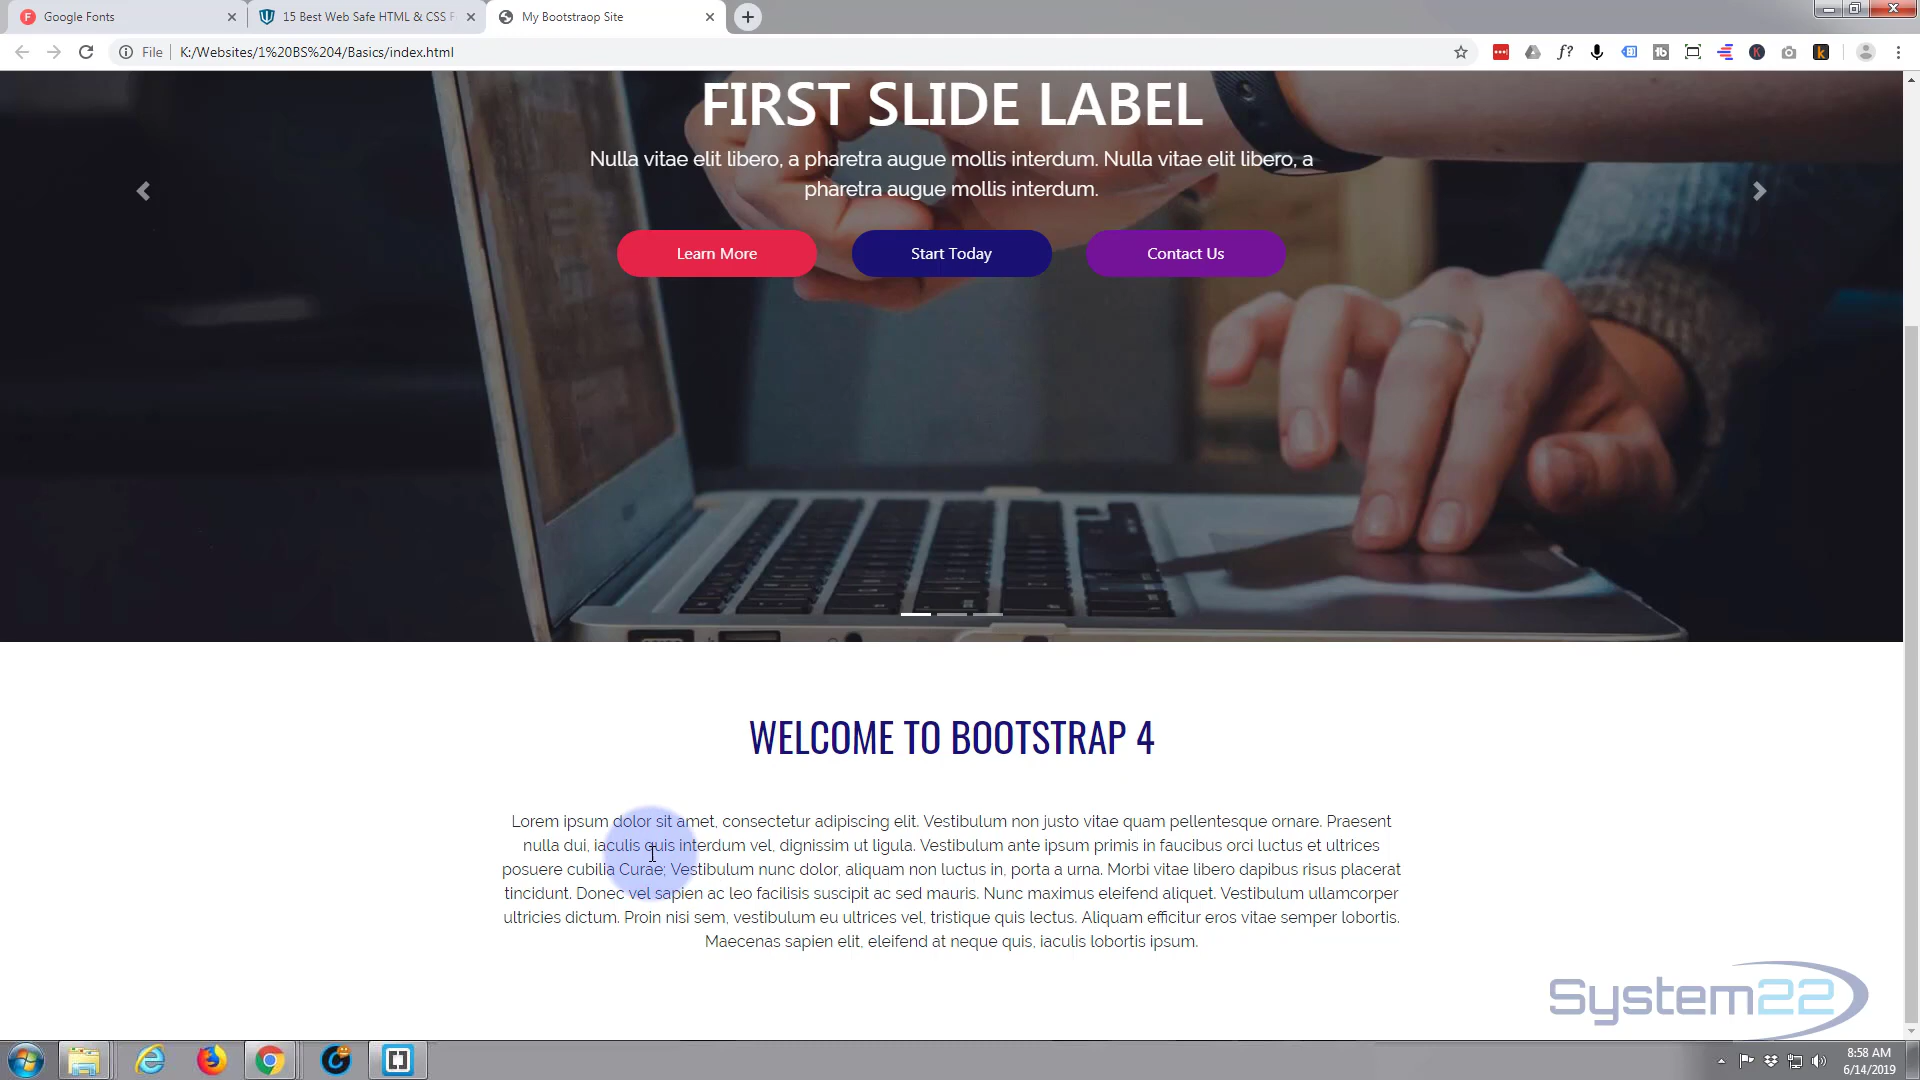 Google Fonts
15 Best Web Safe HTML & CSS F
My Bootstraop Site
File
K:/Websites/1%20BS%204/Basics/index.html
FIRST SLIDE LABEL
Nulla vitae elit libero, a pharetra augue mollis interdum. Nulla vitae elit libero, a
pharetra augue mollis interdum.
Learn More
Start Today
Contact Us
WELCOME TO BOOTSTRAP 4
Lorem ipsum dolor sit amet, consectetur adipiscing elit. Vestibulum non justo vitae quam pellentesque ornare. Praesent
nulla dui, iaculis quis interdum vel, dignissim ut ligula. Vestibulum ante ipsum primis in faucibus orci luctus et ultrices
posuere cubilia Curae; Vestibulum nunc dolor, aliquam non luctus in, porta a urna. Morbi vitae libero dapibus risus placerat
tincidunt. Donec vel sapien ac leo facilisis suscipit ac sed mauris. Nunc maximus eleifend aliquet. Vestibulum ullamcorper
ultricies dictum. Proin nisi sem, vestibulum eu ultrices vel, tristique quis lectus. Aliquam efficitur eros vitae semper lobortis.
Maecenas sapien elit, eleifend at neque quis, iaculis lobortis ipsum.
System22
8:58 AM
6/14/2019